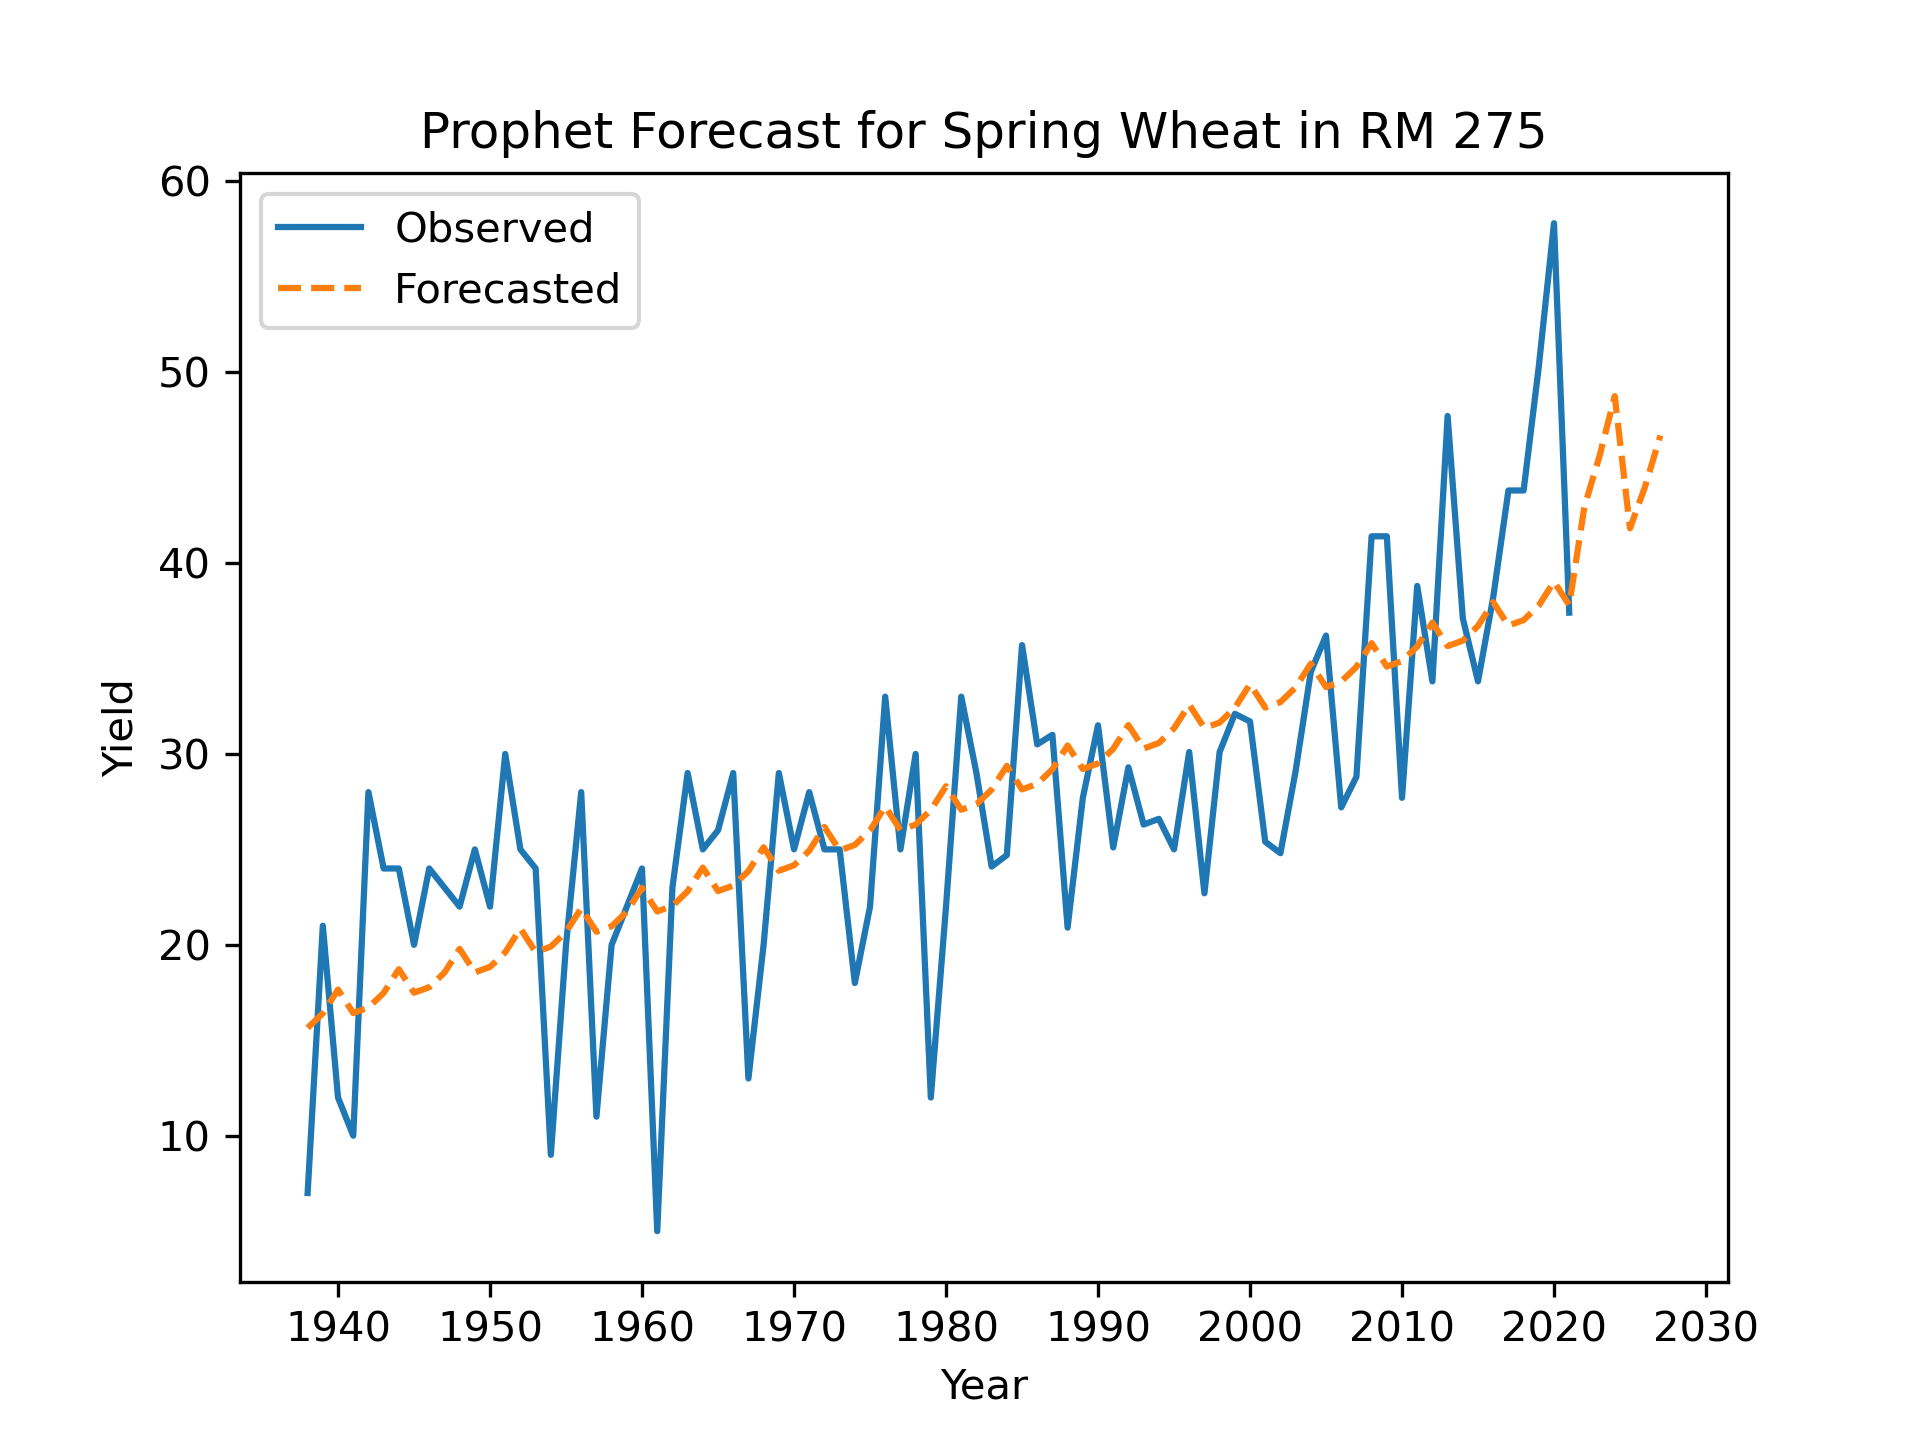 Prophet Forecast for Spring Wheat in RM 275
60
50
40
30
20
10
Yield
Observed
Forecasted
1940 1950 1960 1970 1980 1990 2000 2010 2020 2030
Year